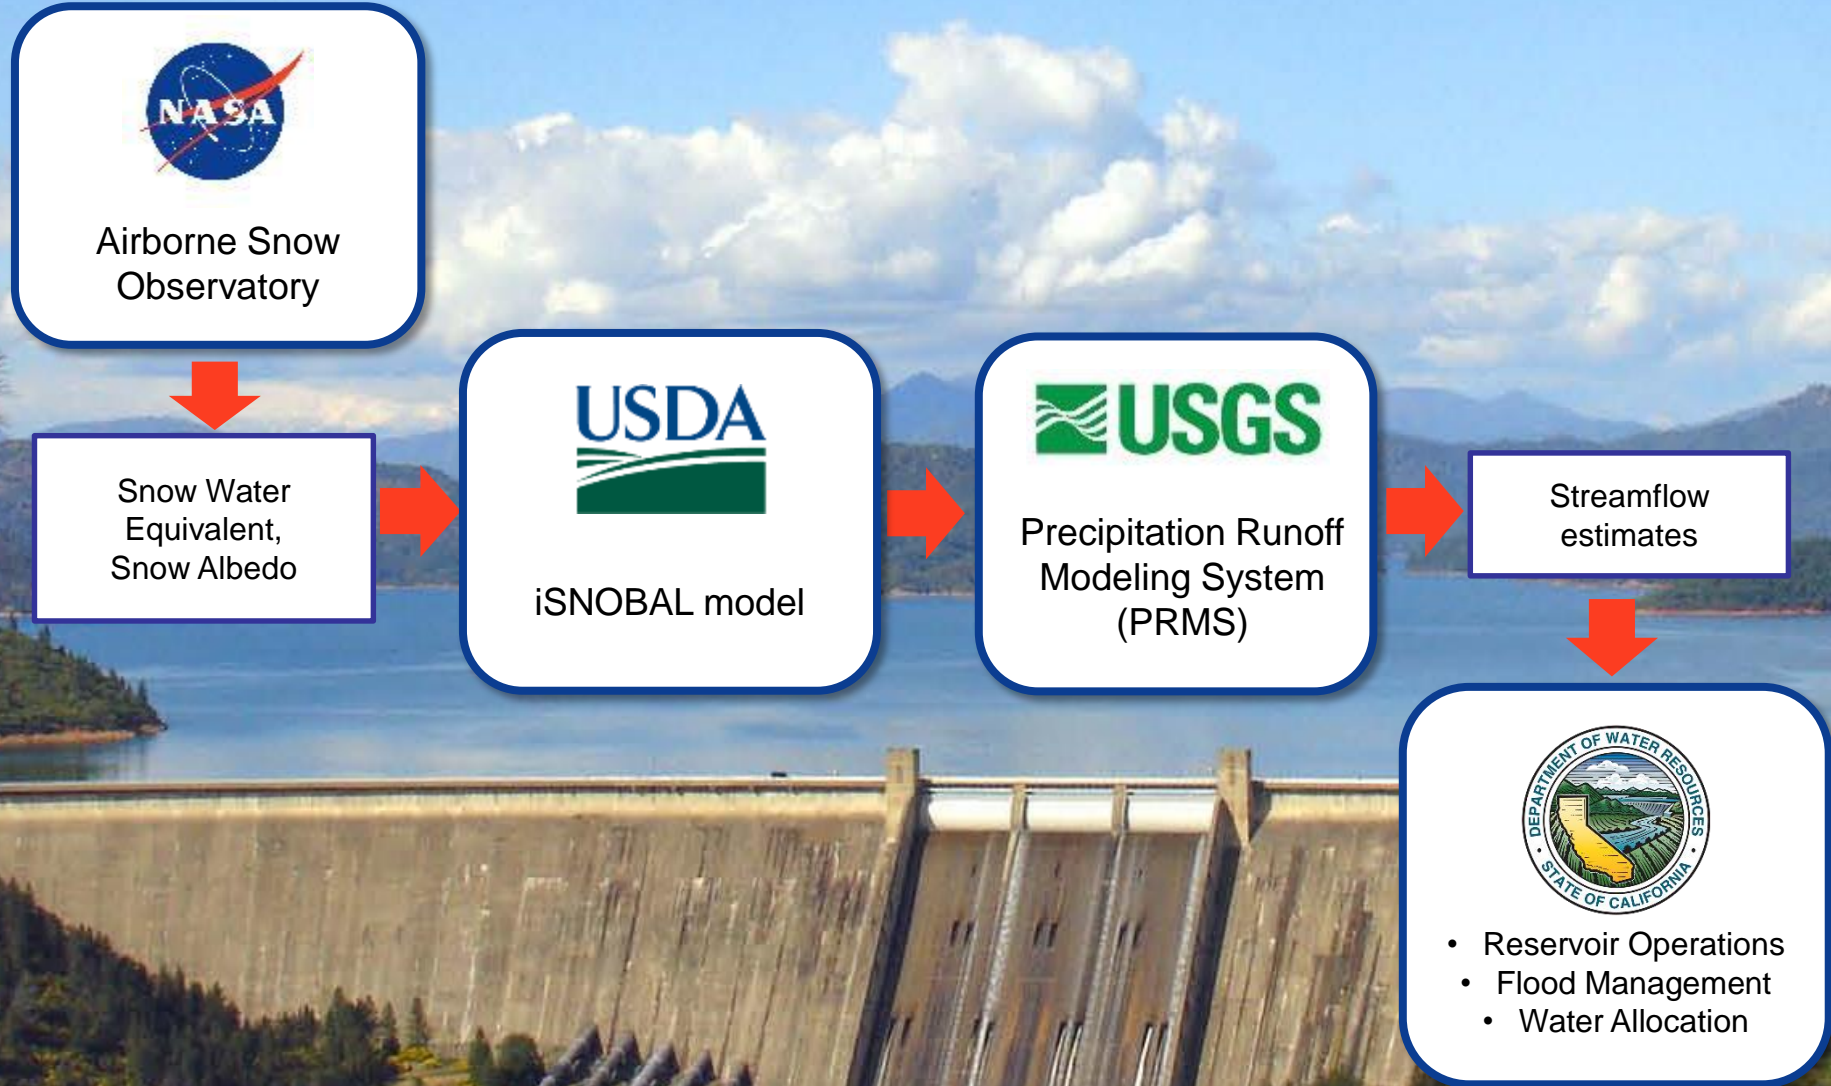 NASA
Airborne Snow
Observatory
Snow Water
Equivalent,
Snow Albedo
USDA
iSNOBAL model
USGS
Precipitation Runoff
Modeling System
(PRMS)
Streamflow
estimates
DEPARTMENT OF WATER RESOURCES
• STATE OF CALIFORNIA •
• Reservoir Operations
• Flood Management
• Water Allocation